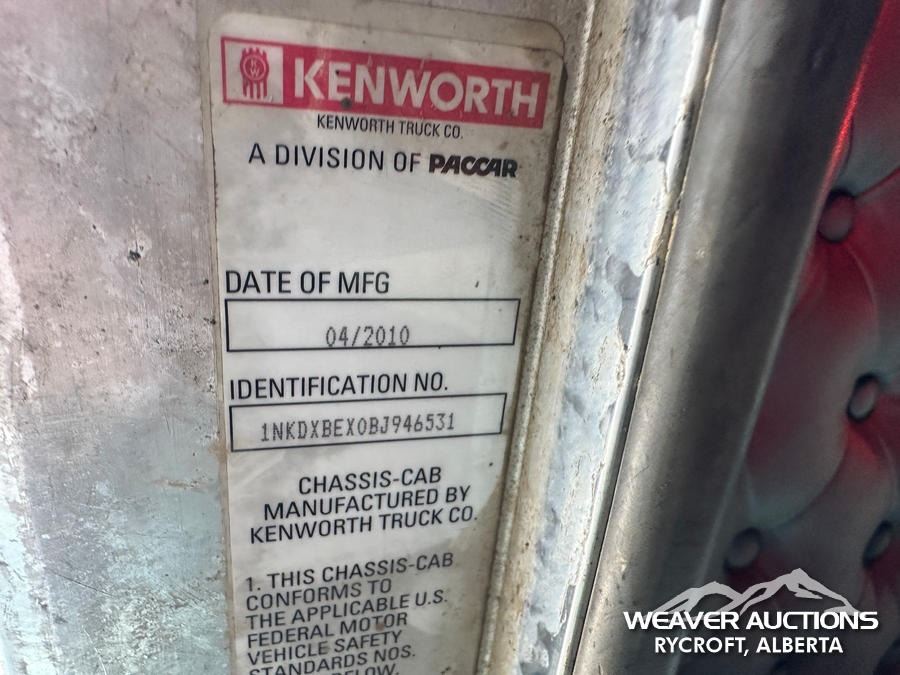 KW
KENWORTH
KENWORTH TRUCK CO.
A DIVISION OF PACCAR
DATE OF MFG
04/2010
IDENTIFICATION NO.
1NKDXBEX0BJ946531
CHASSIS-CAB
MANUFACTURED BY
KENWORTH TRUCK CO.
1. THIS CHASSIS-CAB
CONFORMS TO
THE APPLICABLE U.S.
FEDERAL MOTOR
VEHICLE SAFETY
STANDARDS NOS.
BELOW.
WEAVER AUCTIONS
RYCROFT, ALBERTA